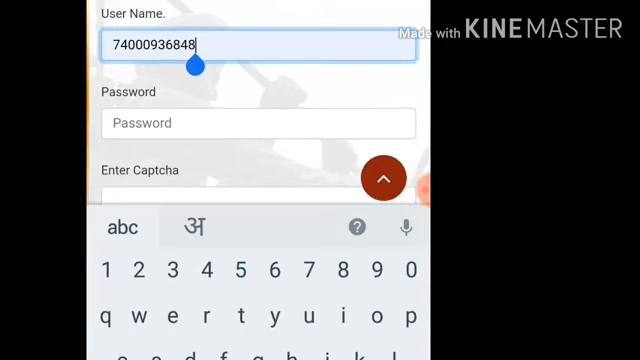 User Name.
Made with KINEMASTER
74000936848
Password
Password
Enter Captcha
abc अ ?
1 2 3 4 5 6 7 8 9 0
q w e r t y u i o p
a s d f g h j k l